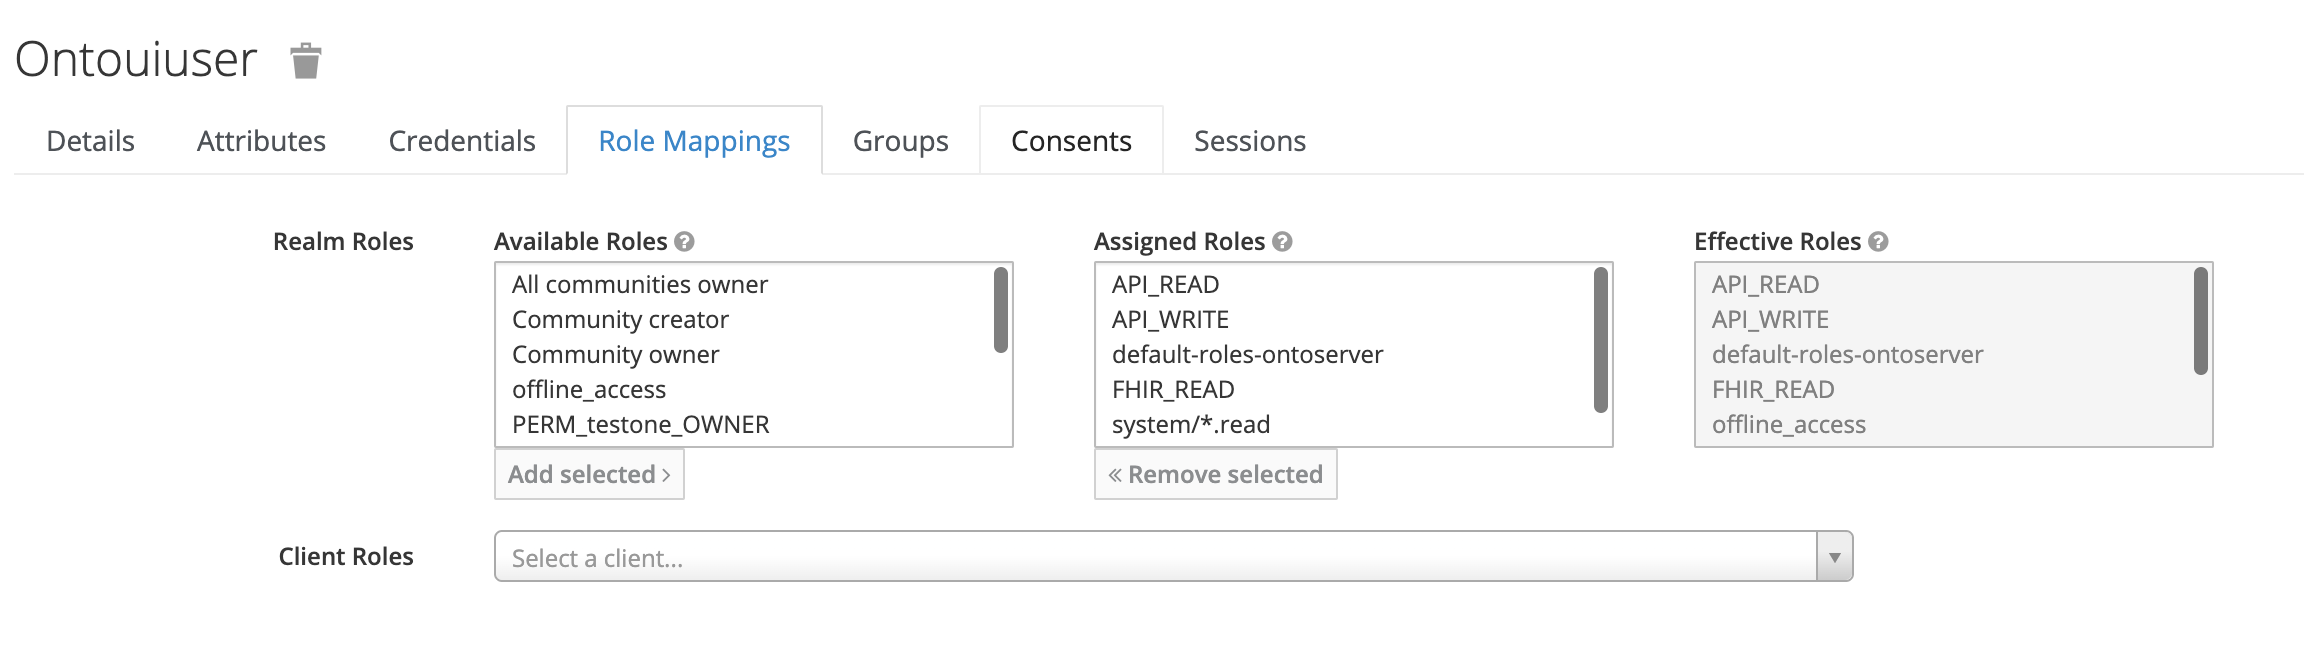 Ontouiuser
Details Attributes Credentials Role Mappings Groups Consents Sessions
Realm Roles
Available Roles
All communities owner
Community creator
Community owner
offline_access
PERM_testone_OWNER
Add selected >
Assigned Roles
API_READ
API_WRITE
default-roles-ontoserver
FHIR_READ
system/*.read
« Remove selected
Effective Roles
API_READ
API_WRITE
default-roles-ontoserver
FHIR_READ
offline_access
Client Roles
Select a client...